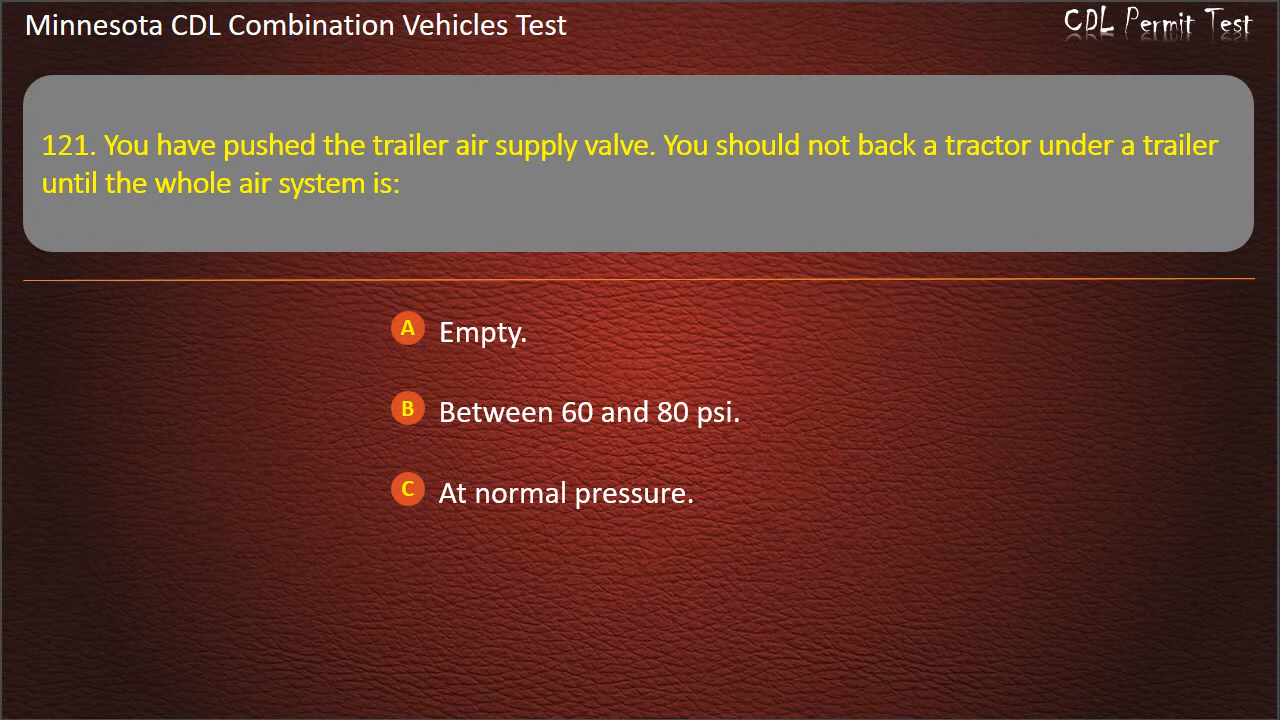 Minnesota CDL Combination Vehicles Test
CDL Permit Test
121. You have pushed the trailer air supply valve. You should not back a tractor under a trailer
until the whole air system is:
A Empty.
B Between 60 and 80 psi.
C At normal pressure.